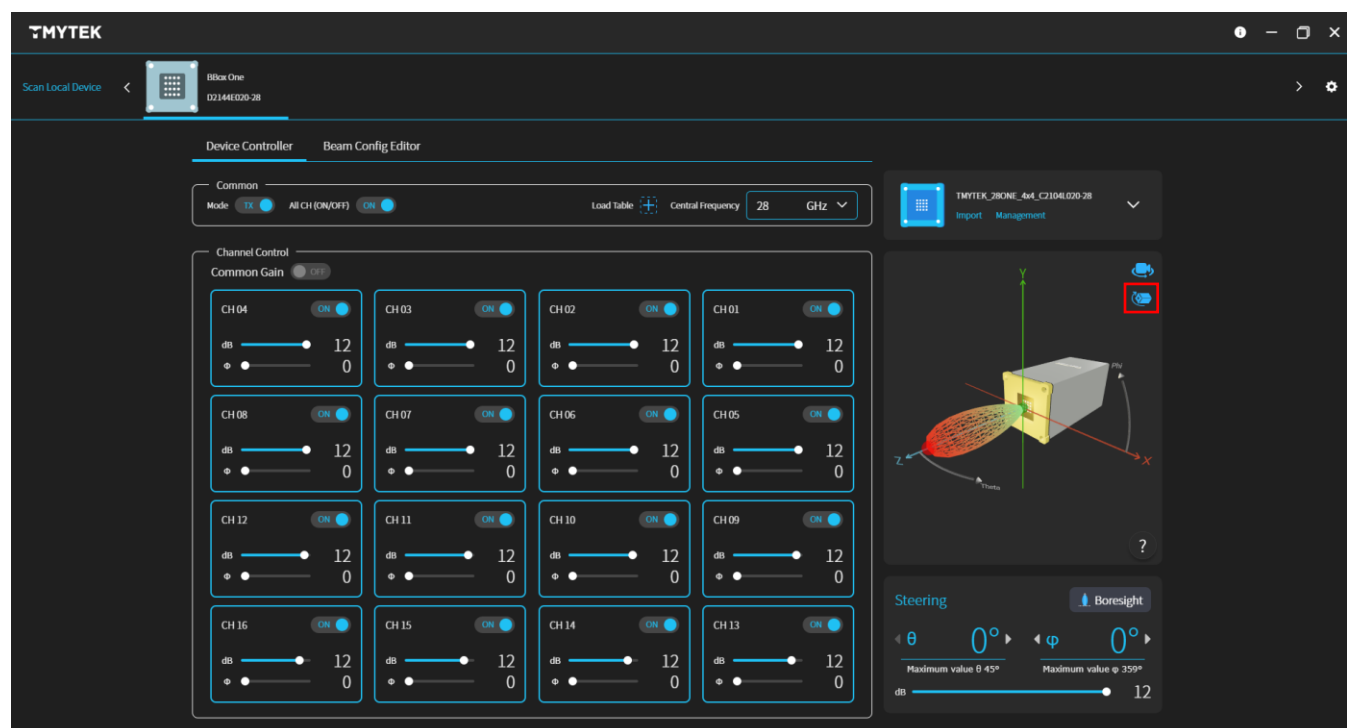 TMYTEK
Scan Local Device
BBox One
D2144E020-28
Device Controller Beam Config Editor
Common
Mode TX All CH (ON/OFF) ON Load Table Central Frequency 28 GHz
TMYTEK_28ONE_4x4_C2104L020-28
Import Management
Channel Control
Common Gain OFF
CH 04 ON CH 03 ON CH 02 ON CH 01 ON
dB 12 dB 12 dB 12 dB 12
Φ 0 Φ 0 Φ 0 Φ 0
CH 08 ON CH 07 ON CH 06 ON CH 05 ON
dB 12 dB 12 dB 12 dB 12
Φ 0 Φ 0 Φ 0 Φ 0
CH 12 ON CH 11 ON CH 10 ON CH 09 ON
dB 12 dB 12 dB 12 dB 12
Φ 0 Φ 0 Φ 0 Φ 0
CH 16 ON CH 15 ON CH 14 ON CH 13 ON
dB 12 dB 12 dB 12 dB 12
Φ 0 Φ 0 Φ 0 Φ 0
Y
Phi
Z
X
Theta
?
Steering Boresight
θ 0° φ 0°
Maximum value θ 45° Maximum value φ 359°
dB 12